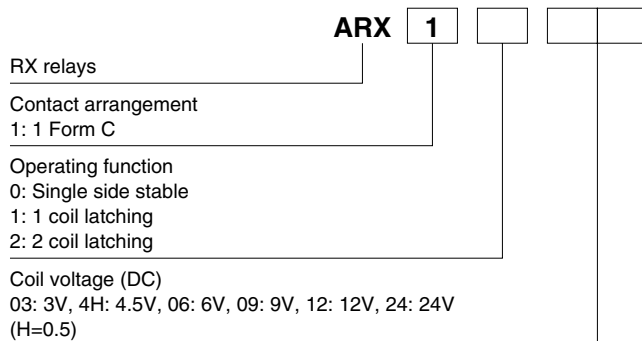 ARX 1
RX relays
Contact arrangement
1: 1 Form C
Operating function
0: Single side stable
1: 1 coil latching
2: 2 coil latching
Coil voltage (DC)
03: 3V, 4H: 4.5V, 06: 6V, 09: 9V, 12: 12V, 24: 24V
(H=0.5)